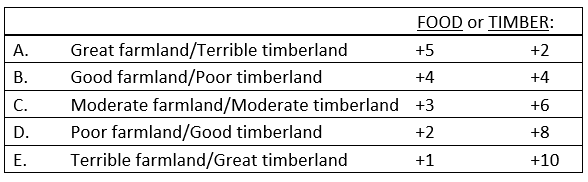 FOOD or TIMBER:
A. Great farmland/Terrible timberland +5 +2
B. Good farmland/Poor timberland +4 +4
C. Moderate farmland/Moderate timberland +3 +6
D. Poor farmland/Good timberland +2 +8
E. Terrible farmland/Great timberland +1 +10